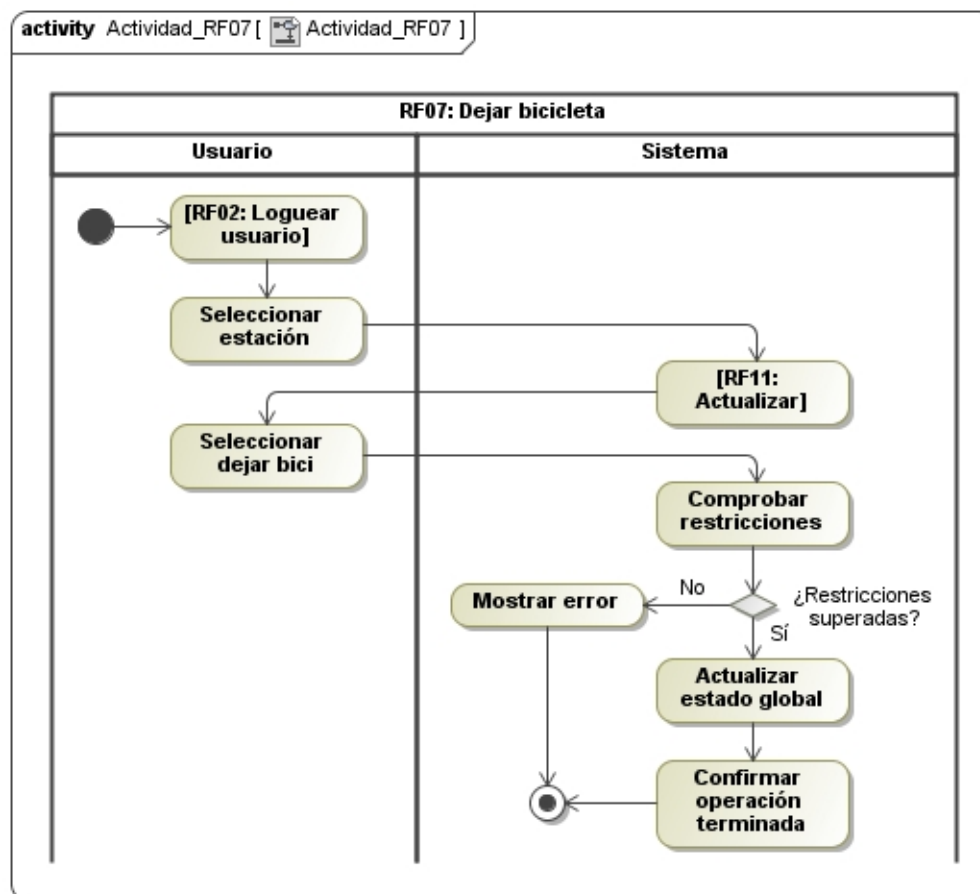 activity Actividad_RF07 [ Actividad_RF07 ]
RF07: Dejar bicicleta
Usuario
Sistema
[RF02: Loguear
usuario]
Seleccionar
estación
[RF11:
Actualizar]
Seleccionar
dejar bici
Comprobar
restricciones
No
¿Restricciones
superadas?
Mostrar error
Sí
Actualizar
estado global
Confirmar
operación
terminada